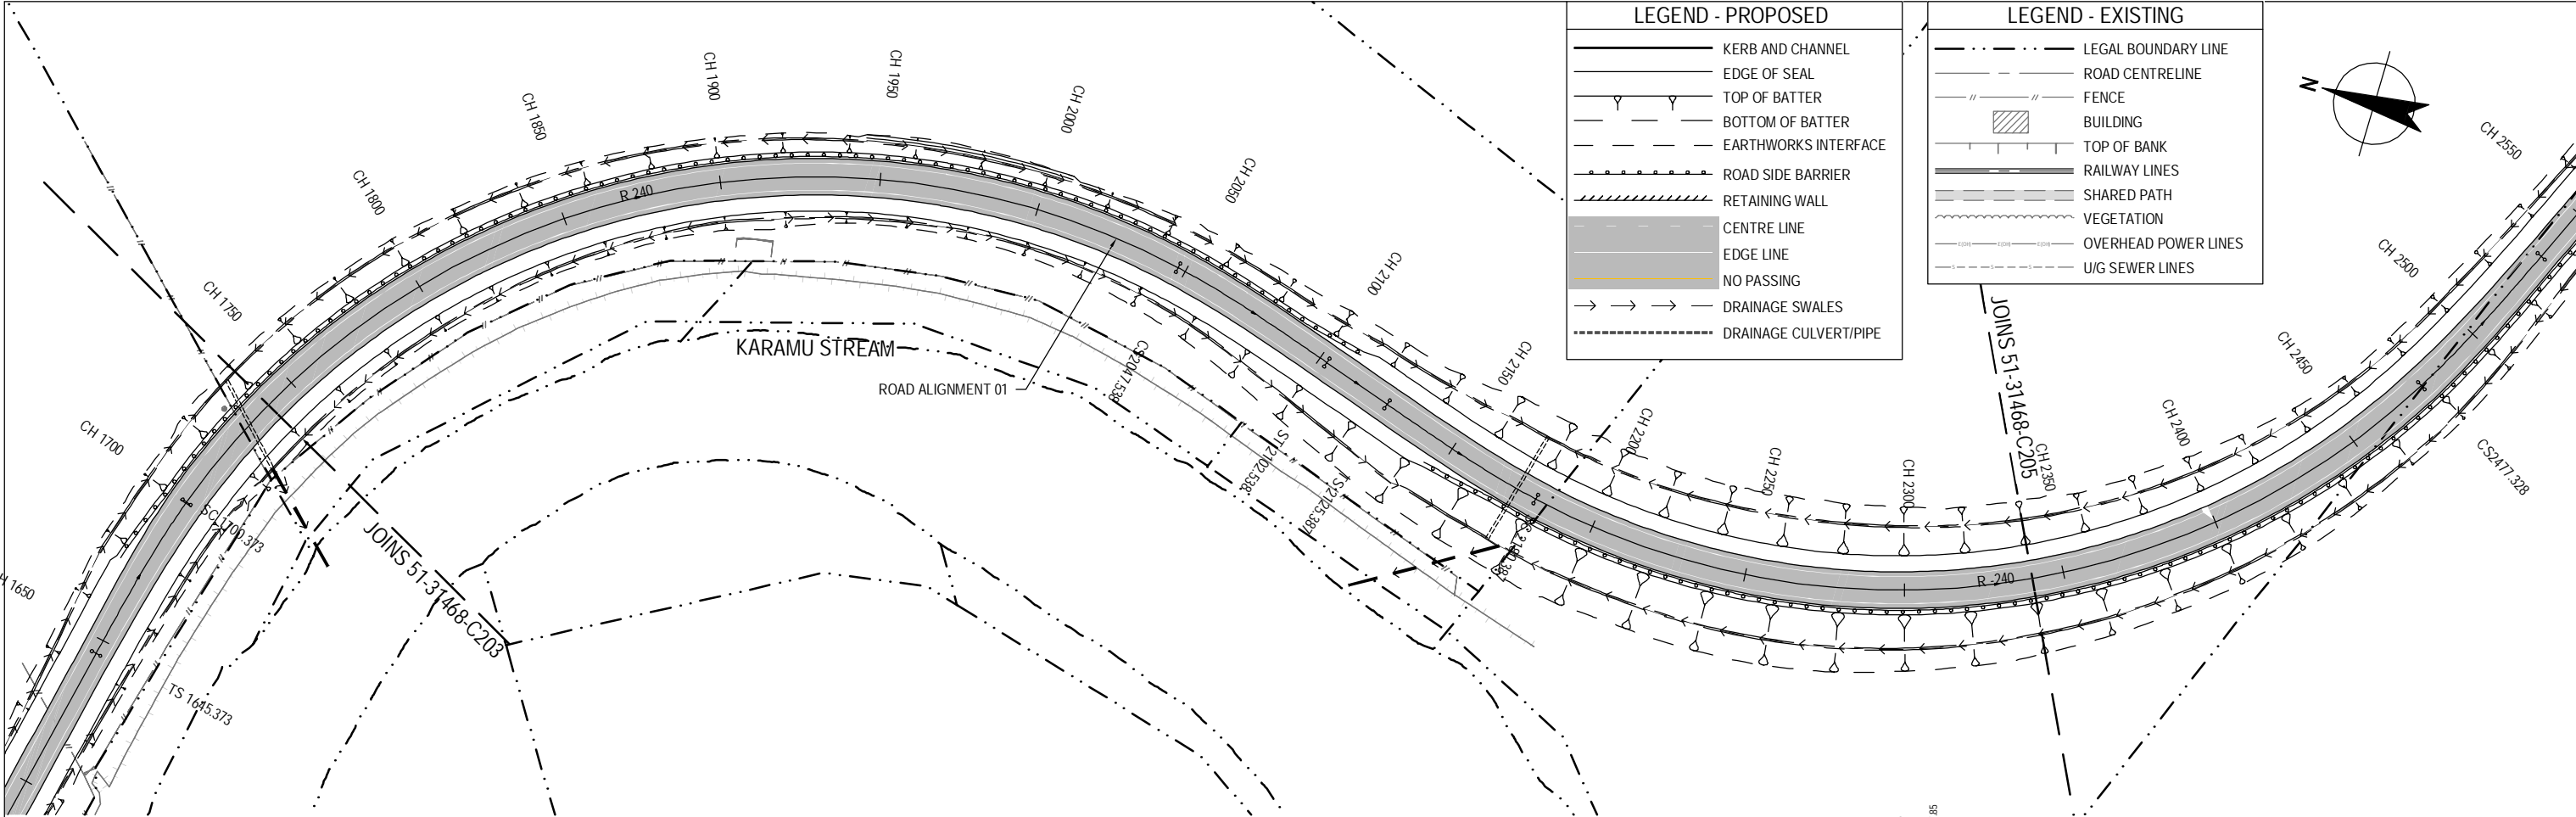 LEGEND - PROPOSED
KERB AND CHANNEL
EDGE OF SEAL
TOP OF BATTER
BOTTOM OF BATTER
EARTHWORKS INTERFACE
ROAD SIDE BARRIER
RETAINING WALL
CENTRE LINE
EDGE LINE
NO PASSING
DRAINAGE SWALES
DRAINAGE CULVERT/PIPE
LEGEND - EXISTING
LEGAL BOUNDARY LINE
ROAD CENTRELINE
FENCE
BUILDING
TOP OF BANK
RAILWAY LINES
SHARED PATH
VEGETATION
OVERHEAD POWER LINES
U/G SEWER LINES
N
CH 1650
CH 1700
CH 1750
CH 1800
CH 1850
CH 1900
CH 1950
CH 2000
CH 2050
CH 2100
CH 2150
CH 2200
CH 2250
CH 2300
CH 2350
CH 2400
CH 2450
CH 2500
CH 2550
R 240
R -240
KARAMU STREAM
ROAD ALIGNMENT 01
TS 1645.373
SC 1700.373
CS2047.538
ST2102.538
TS2125.387
CS2477.328
JOINS 51-31468-C203
JOINS 51-31468-C205
85